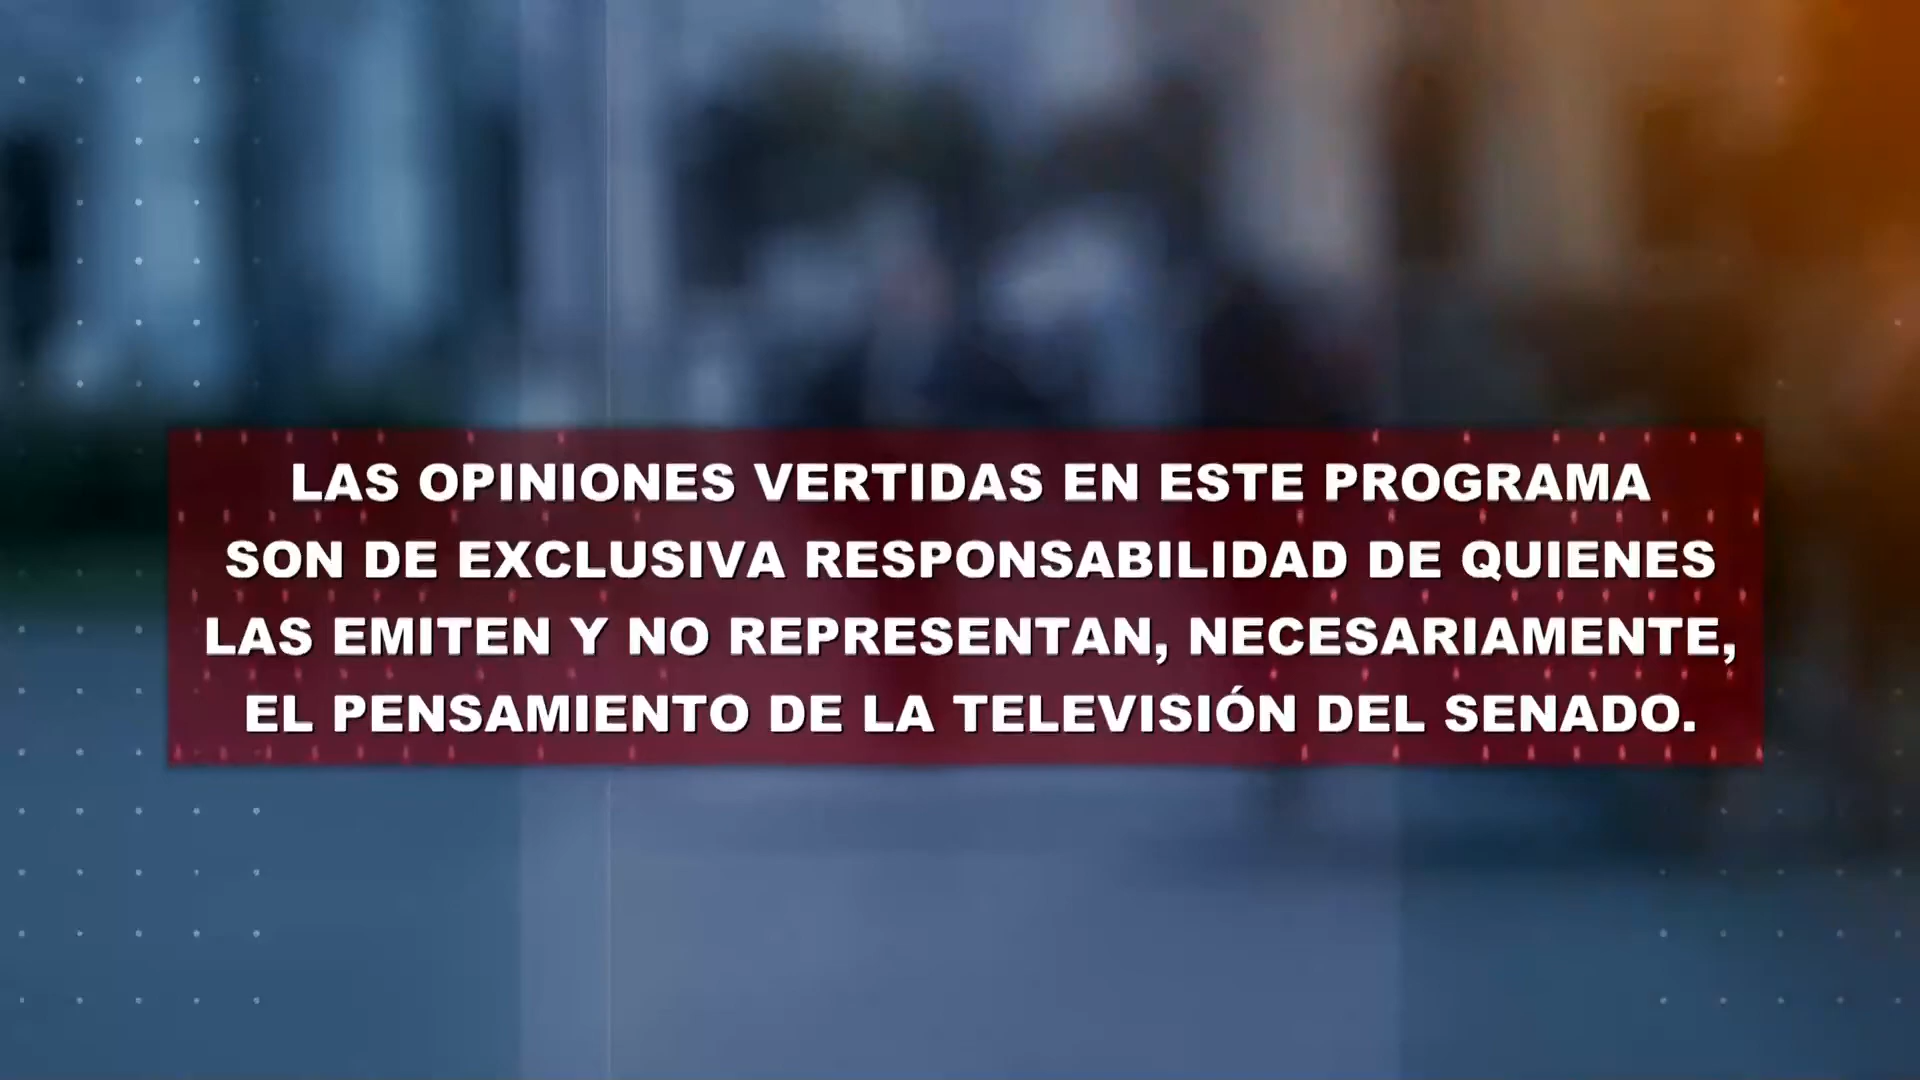 LAS OPINIONES VERTIDAS EN ESTE PROGRAMA
SON DE EXCLUSIVA RESPONSABILIDAD DE QUIENES
LAS EMITEN Y NO REPRESENTAN, NECESARIAMENTE,
EL PENSAMIENTO DE LA TELEVISIÓN DEL SENADO.